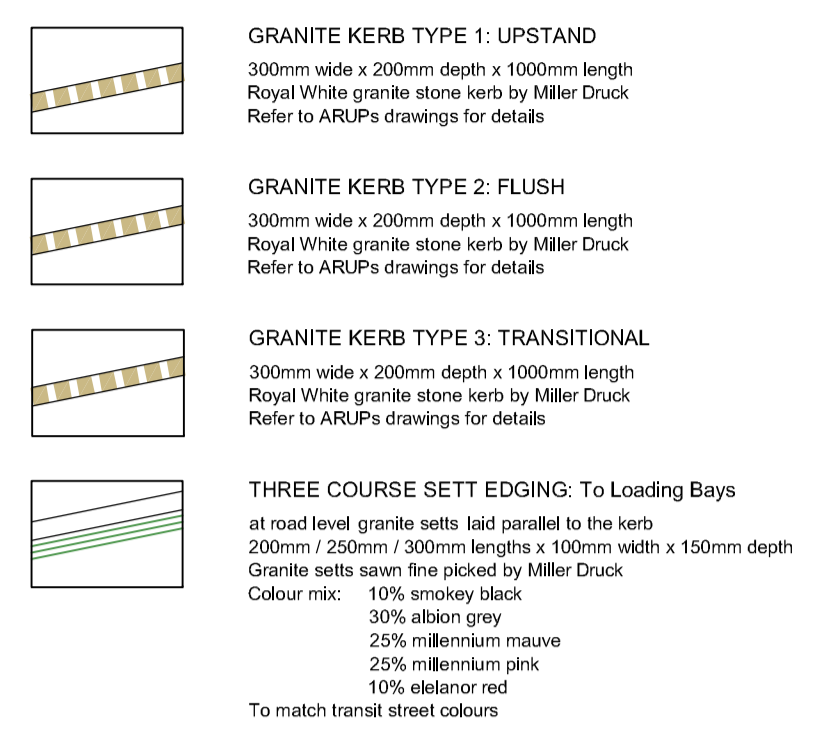 GRANITE KERB TYPE 1: UPSTAND
300mm wide x 200mm depth x 1000mm length
Royal White granite stone kerb by Miller Druck
Refer to ARUPs drawings for details
GRANITE KERB TYPE 2: FLUSH
300mm wide x 200mm depth x 1000mm length
Royal White granite stone kerb by Miller Druck
Refer to ARUPs drawings for details
GRANITE KERB TYPE 3: TRANSITIONAL
300mm wide x 200mm depth x 1000mm length
Royal White granite stone kerb by Miller Druck
Refer to ARUPs drawings for details
THREE COURSE SETT EDGING: To Loading Bays
at road level granite setts laid parallel to the kerb
200mm / 250mm / 300mm lengths x 100mm width x 150mm depth
Granite setts sawn fine picked by Miller Druck
Colour mix: 10% smokey black
30% albion grey
25% millennium mauve
25% millennium pink
10% elelanor red
To match transit street colours